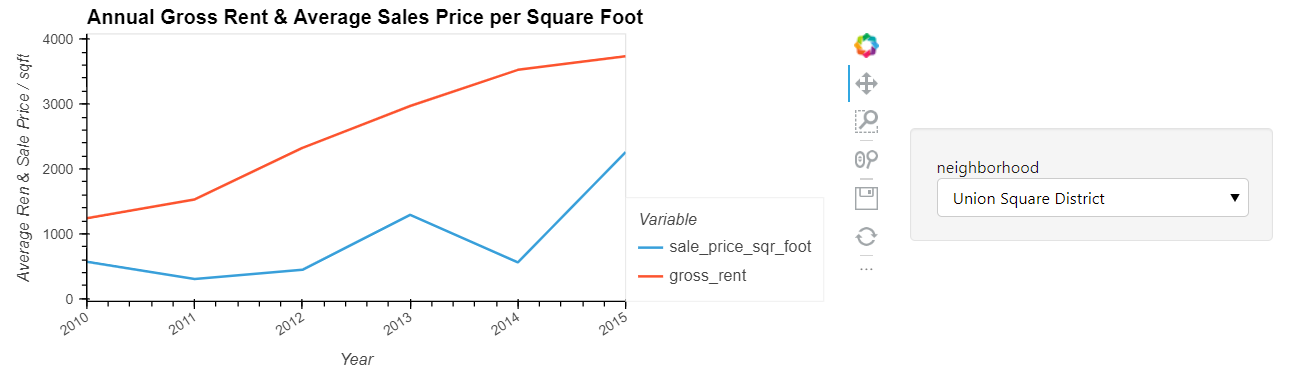 Annual Gross Rent & Average Sales Price per Square Foot
Average Ren & Sale Price / sqft
4000
3000
2000
1000
0
2010
2011
2012
2013
2014
2015
Year
Variable
sale_price_sqr_foot
gross_rent
neighborhood
Union Square District